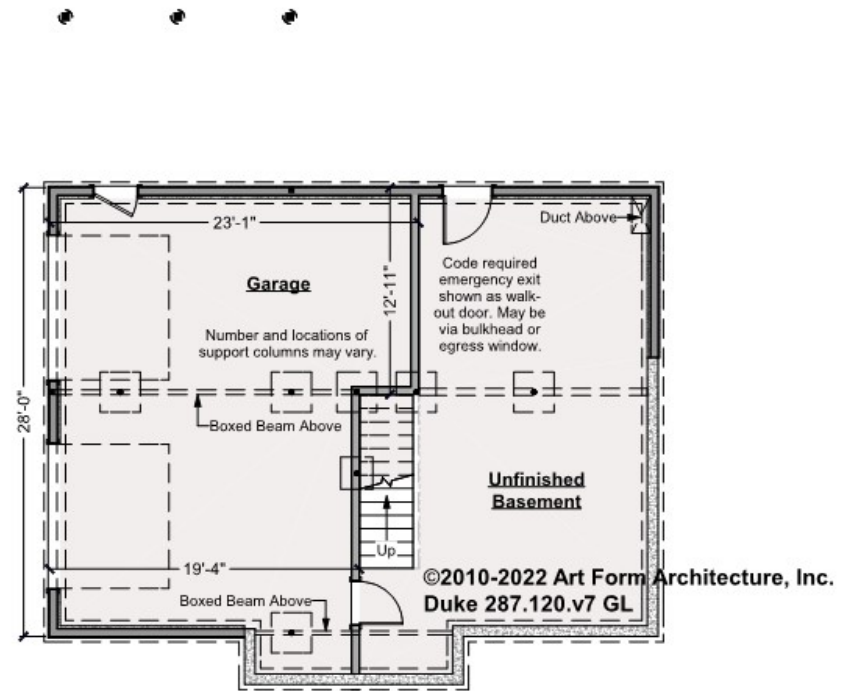 23'-1"
Duct Above
Garage
12'-11"
Code required
emergency exit
shown as walk-
out door. May be
via bulkhead or
egress window.
Number and locations of
support columns may vary.
28'-0"
Boxed Beam Above
Unfinished
Basement
Up
19'-4"
©2010-2022 Art Form Architecture, Inc.
Duke 287.120.v7 GL
Boxed Beam Above